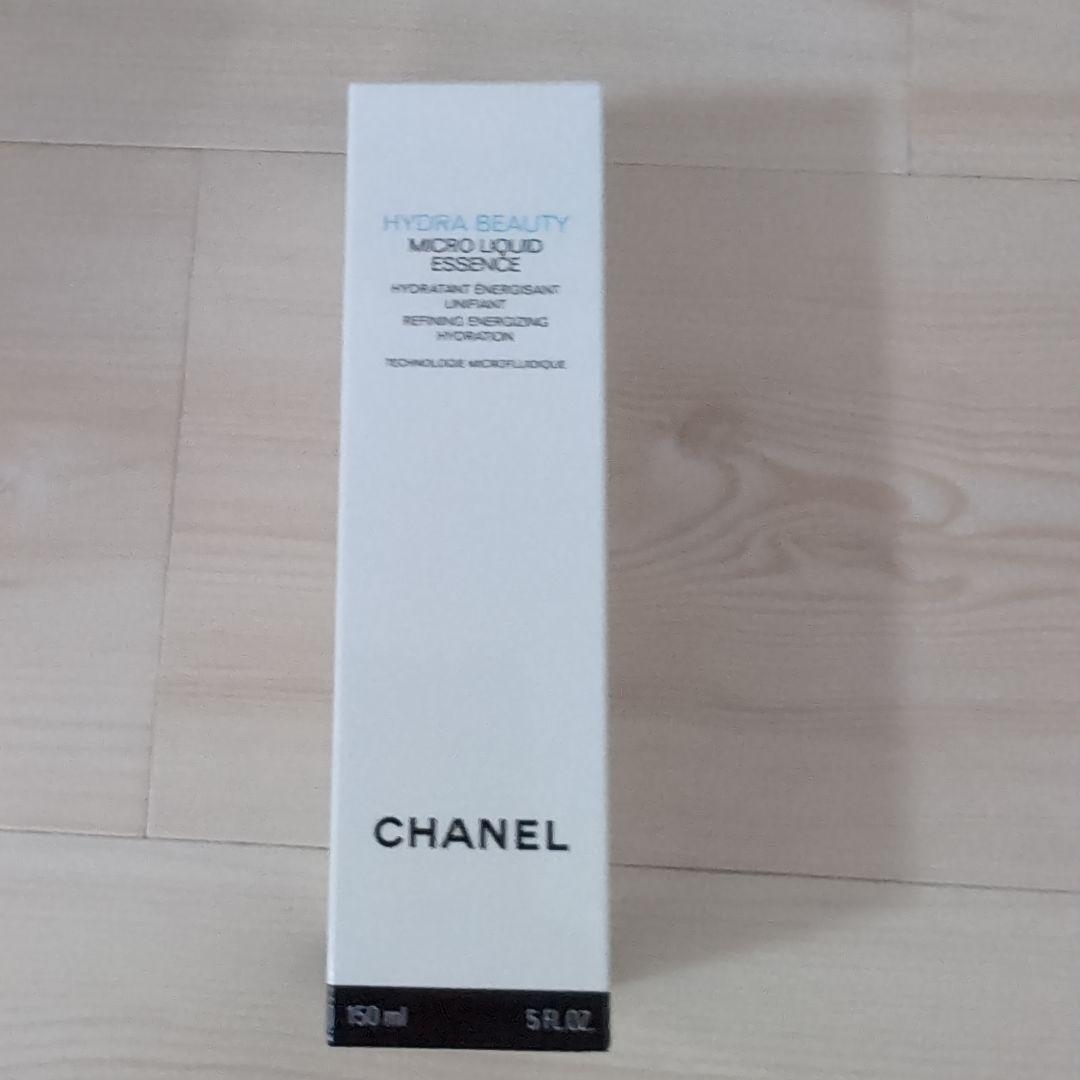 HYDRA BEAUTY
MICRO LIQUID
ESSENCE
HYDRATANT ÉNERGISANT
UNIFIANT
REFINING ENERGIZING
HYDRATION
TECHNOLOGIE MICROFLUIDIQUE
CHANEL
150 ml 5 FL.OZ.